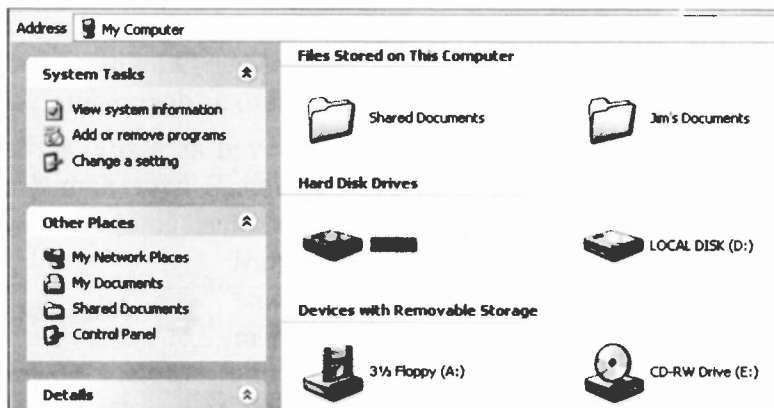 Address My Computer
Files Stored on This Computer
System Tasks
View system information
Add or remove programs
Change a setting
Shared Documents
Jim's Documents
Hard Disk Drives
Other Places
My Network Places
My Documents
Shared Documents
Control Panel
LOCAL DISK (D:)
Devices with Removable Storage
3½ Floppy (A:)
CD-RW Drive (E:)
Details